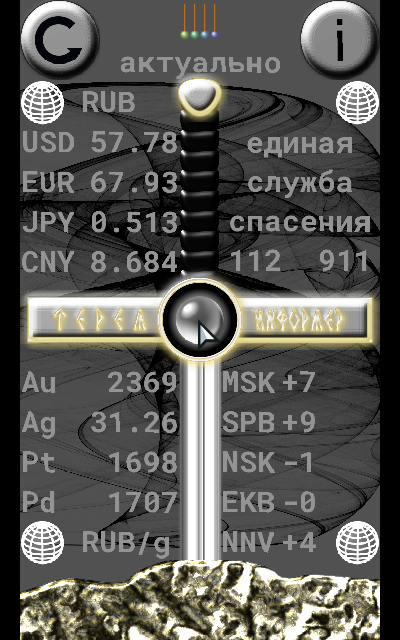 i
актуально
RUB
USD 57.78 единая
EUR 67.93 служба
JPY 0.513 спасения
CNY 8.684 112 911
ТЕРЕМ ИНФОРМЕР
Au 2369 MSK +7
Ag 31.26 SPB +9
Pt 1698 NSK -1
Pd 1707 EKB -0
RUB/g NNV +4